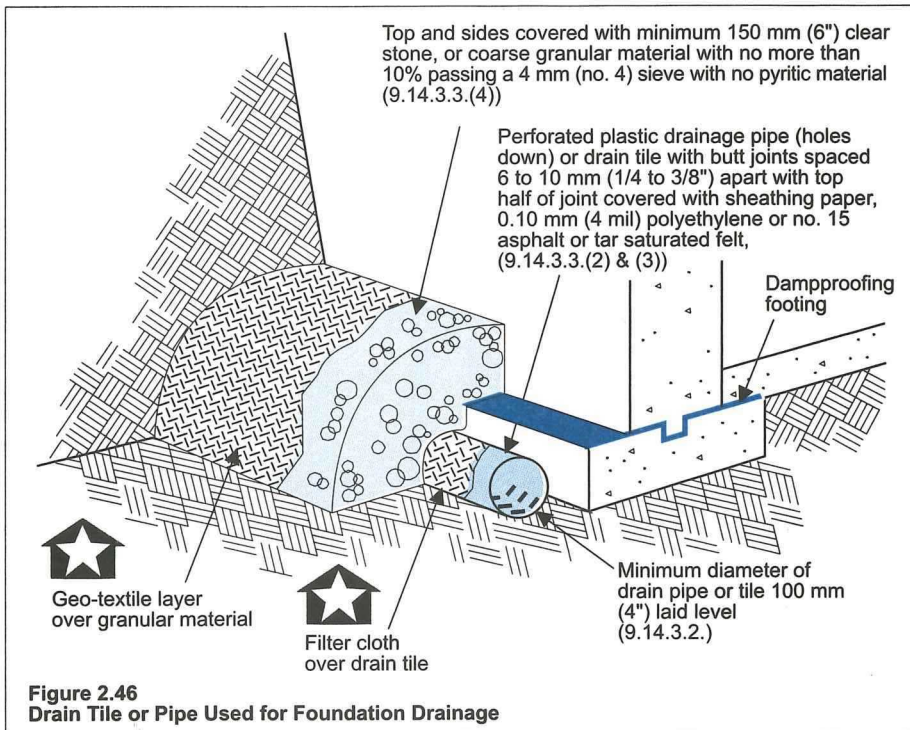 Top and sides covered with minimum 150 mm (6") clear
stone, or coarse granular material with no more than
10% passing a 4 mm (no. 4) sieve with no pyritic material
(9.14.3.3.(4))
Perforated plastic drainage pipe (holes
down) or drain tile with butt joints spaced
6 to 10 mm (1/4 to 3/8") apart with top
half of joint covered with sheathing paper,
0.10 mm (4 mil) polyethylene or no. 15
asphalt or tar saturated felt,
(9.14.3.3.(2) & (3))
Dampproofing
footing
Geo-textile layer
over granular material
Filter cloth
over drain tile
Minimum diameter of
drain pipe or tile 100 mm
(4") laid level
(9.14.3.2.)
Figure 2.46
Drain Tile or Pipe Used for Foundation Drainage